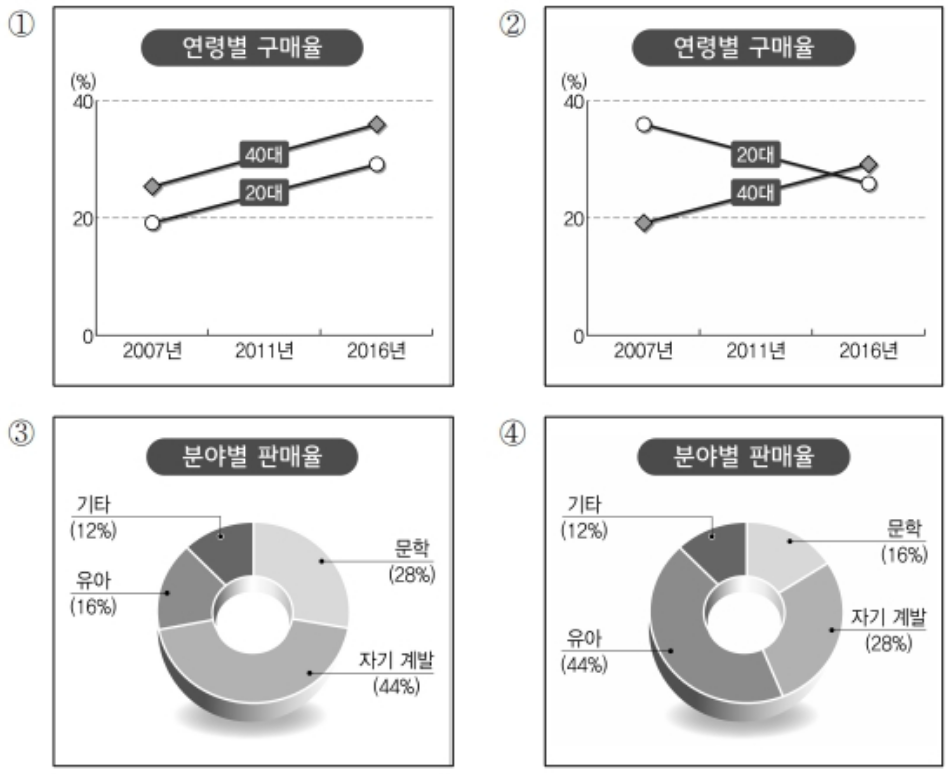 ①
연령별 구매율
(%)
40
20
0
40대
20대
2007년 2011년 2016년
②
연령별 구매율
(%)
40
20
0
20대
40대
2007년 2011년 2016년
③
분야별 판매율
기타
(12%)
문학
(28%)
유아
(16%)
자기 계발
(44%)
④
분야별 판매율
기타
(12%)
문학
(16%)
자기 계발
(28%)
유아
(44%)